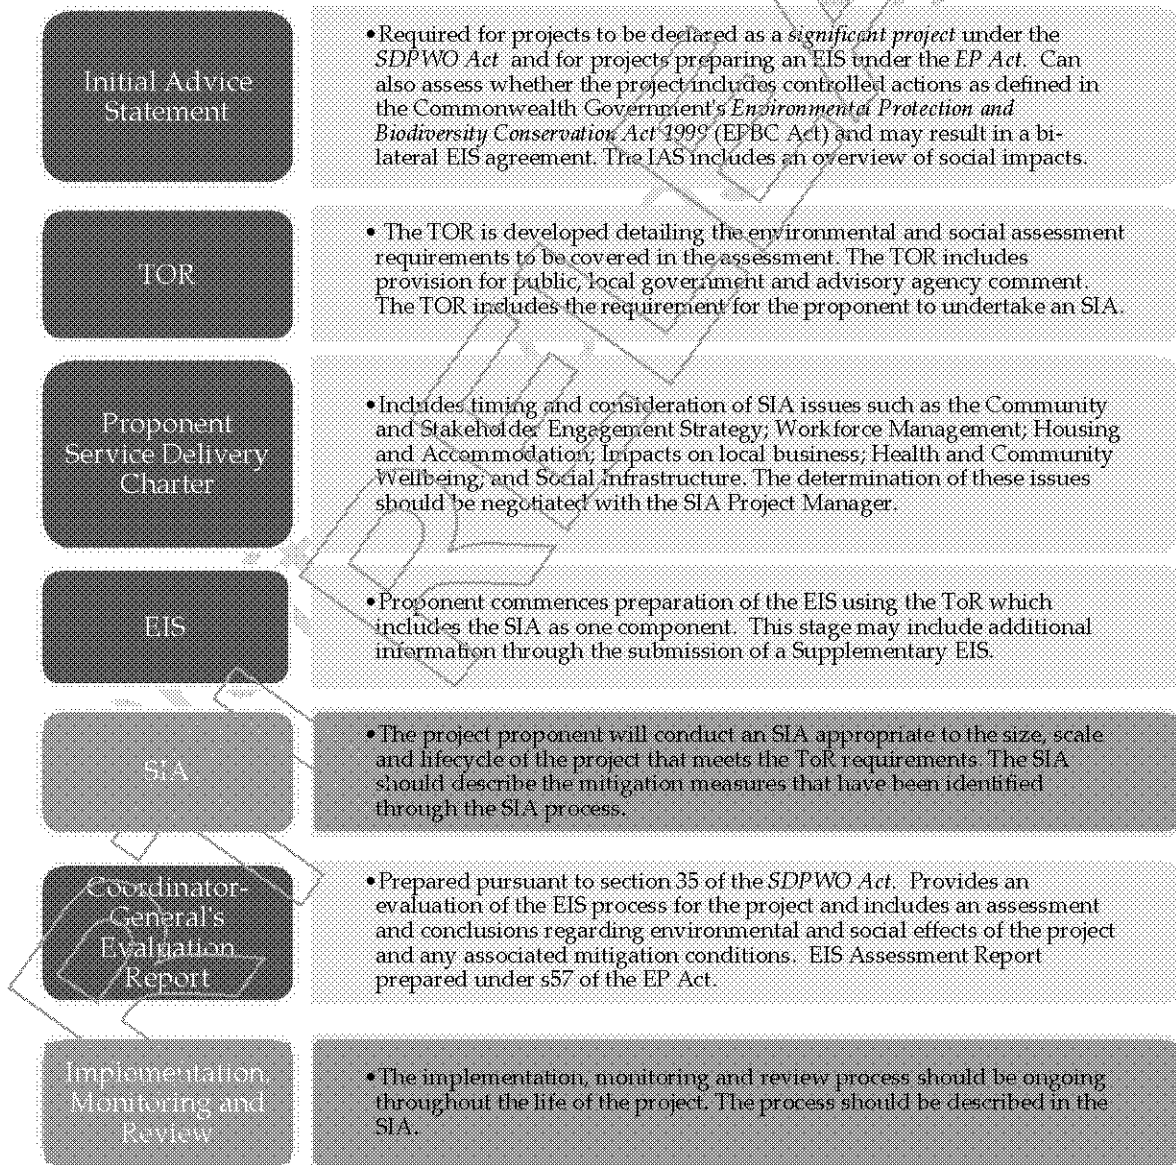 Initial Advice
Statement
•Required for projects to be declared as a significant project under the
SDPWO Act and for projects preparing an EIS under the EP Act. Can
also assess whether the project includes controlled actions as defined in
the Commonwealth Government's Environmental Protection and
Biodiversity Conservation Act 1999 (EPBC Act) and may result in a bi-
lateral EIS agreement. The IAS includes an overview of social impacts.
TOR
• The TOR is developed detailing the environmental and social assessment
requirements to be covered in the assessment. The TOR includes
provision for public, local government and advisory agency comment.
The TOR includes the requirement for the proponent to undertake an SIA.
Proponent
Service Delivery
Charter
•Includes timing and consideration of SIA issues such as the Community
and Stakeholder Engagement Strategy; Workforce Management; Housing
and Accommodation; Impacts on local business; Health and Community
Wellbeing; and Social Infrastructure. The determination of these issues
should be negotiated with the SIA Project Manager.
EIS
•Proponent commences preparation of the EIS using the ToR which
includes the SIA as one component. This stage may include additional
information through the submission of a Supplementary EIS.
SIA
•The project proponent will conduct an SIA appropriate to the size, scale
and lifecycle of the project that meets the ToR requirements. The SIA
should describe the mitigation measures that have been identified
through the SIA process.
Coordinator-
General's
Evaluation
Report
•Prepared pursuant to section 35 of the SDPWO Act. Provides an
evaluation of the EIS process for the project and includes an assessment
and conclusions regarding environmental and social effects of the project
and any associated mitigation conditions. EIS Assessment Report
prepared under s57 of the EP Act.
Implementation,
Monitoring and
Review
•The implementation, monitoring and review process should be ongoing
throughout the life of the project. The process should be described in the
SIA.